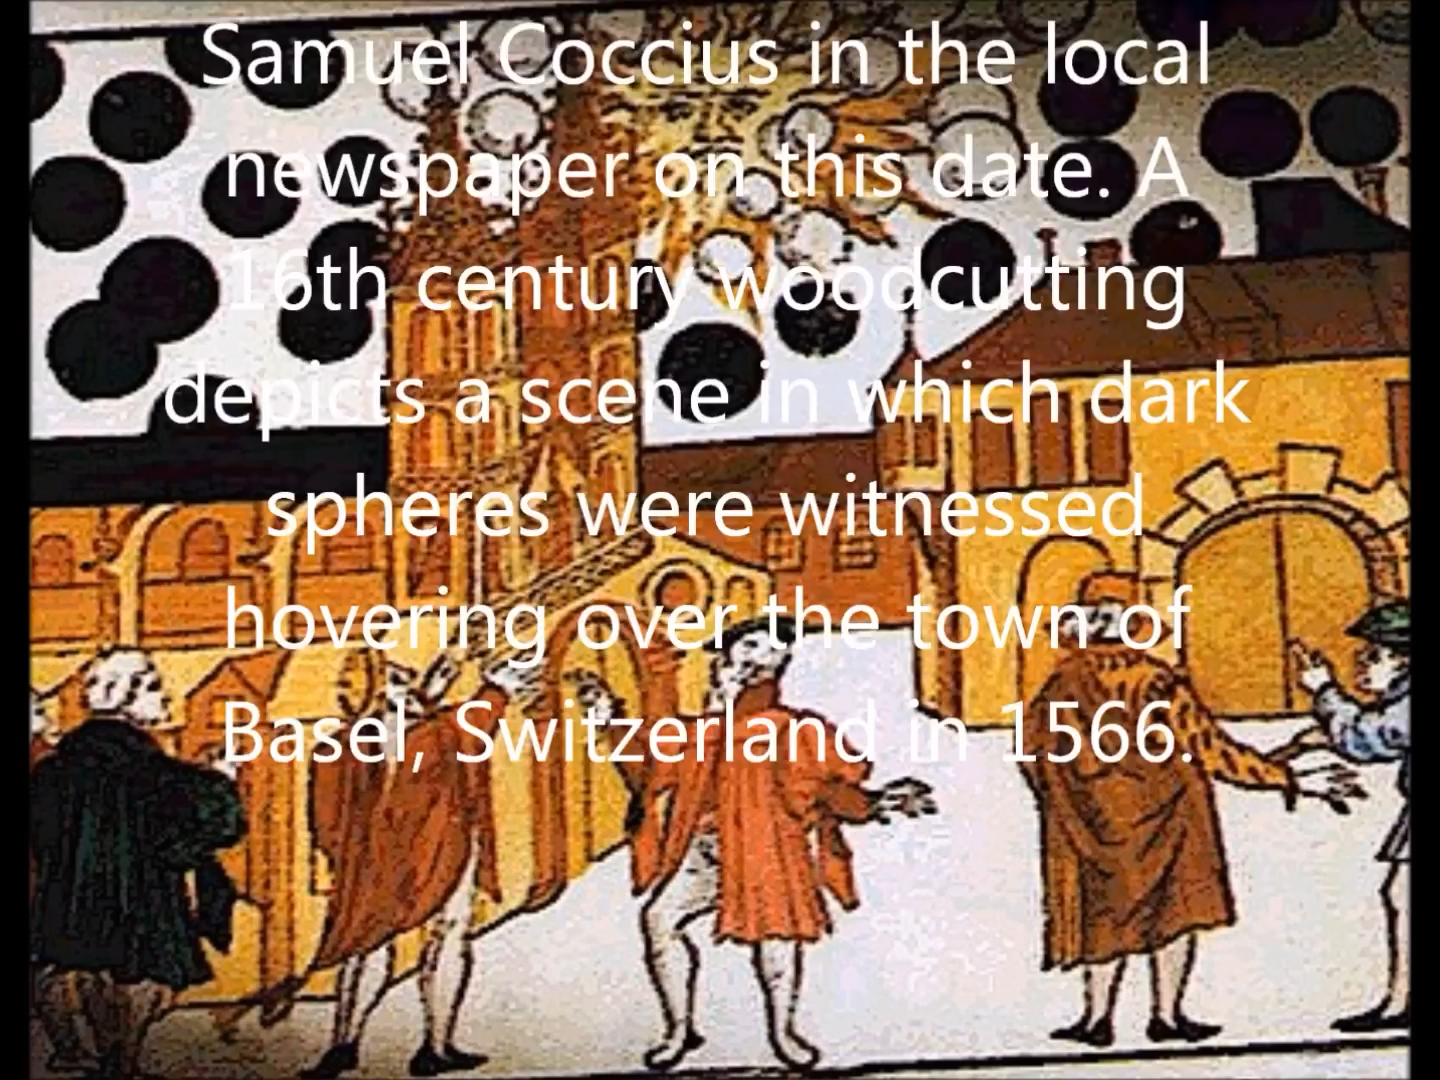 Samuel Coccius in the local
newspaper on this date. A
16th century woodcutting
depicts a scene in which dark
spheres were witnessed
hovering over the town of
Basel, Switzerland in 1566.